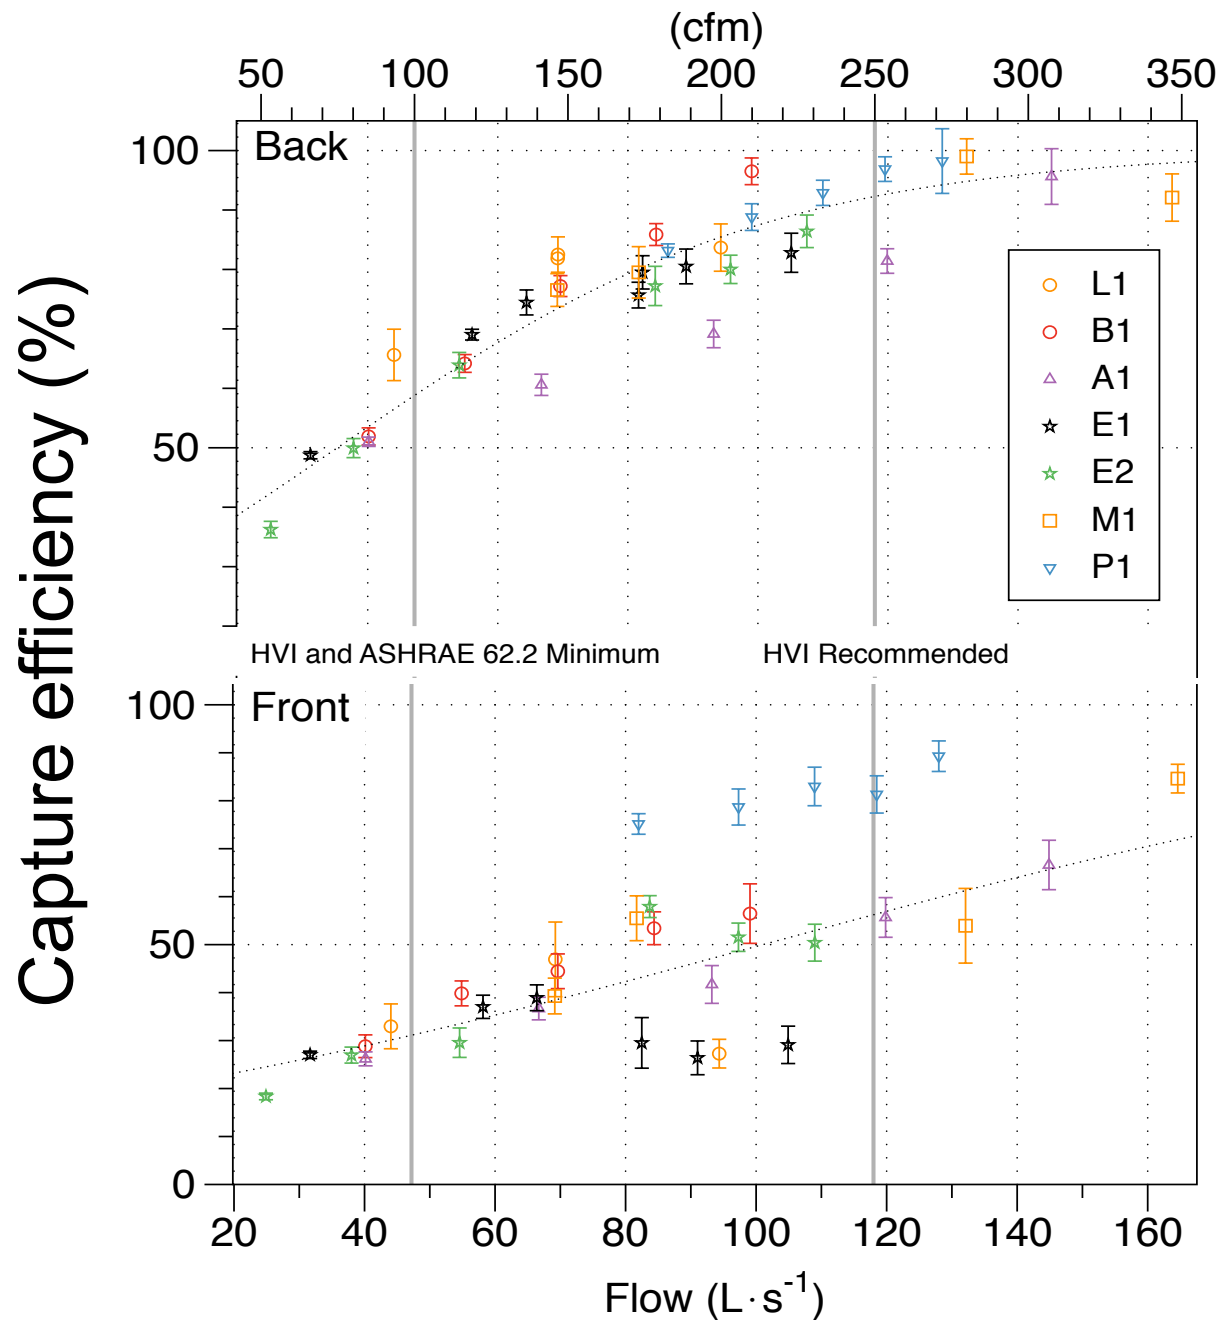 (cfm)
50 100 150 200 250 300 350
Back
100
50
L1
B1
A1
E1
E2
M1
P1
Capture efficiency (%)
HVI and ASHRAE 62.2 Minimum HVI Recommended
Front
100
50
0
20 40 60 80 100 120 140 160
Flow (L·s⁻¹)